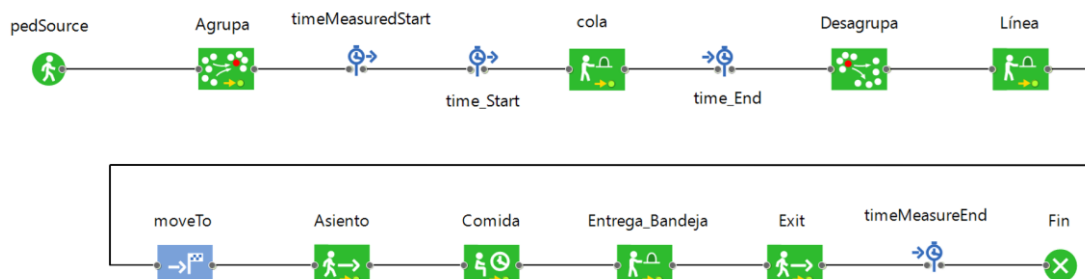 pedSource
Agrupa
timeMeasuredStart
time_Start
cola
time_End
Desagrupa
Línea
moveTo
Asiento
Comida
Entrega_Bandeja
Exit
timeMeasureEnd
Fin